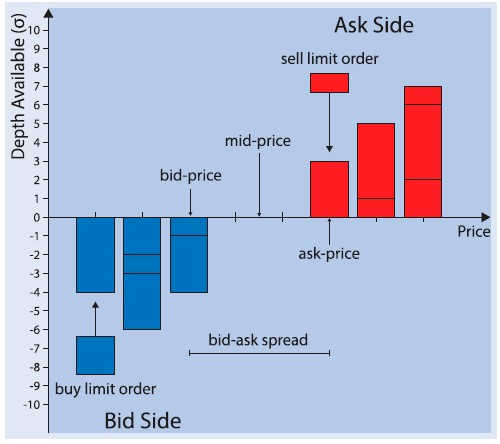 Ask Side
Depth Available (σ)
10
9
8
7
6
5
4
3
2
1
0
-1
-2
-3
-4
-5
-6
-7
-8
-9
-10
sell limit order
mid-price
bid-price
Price
ask-price
bid-ask spread
buy limit order
Bid Side